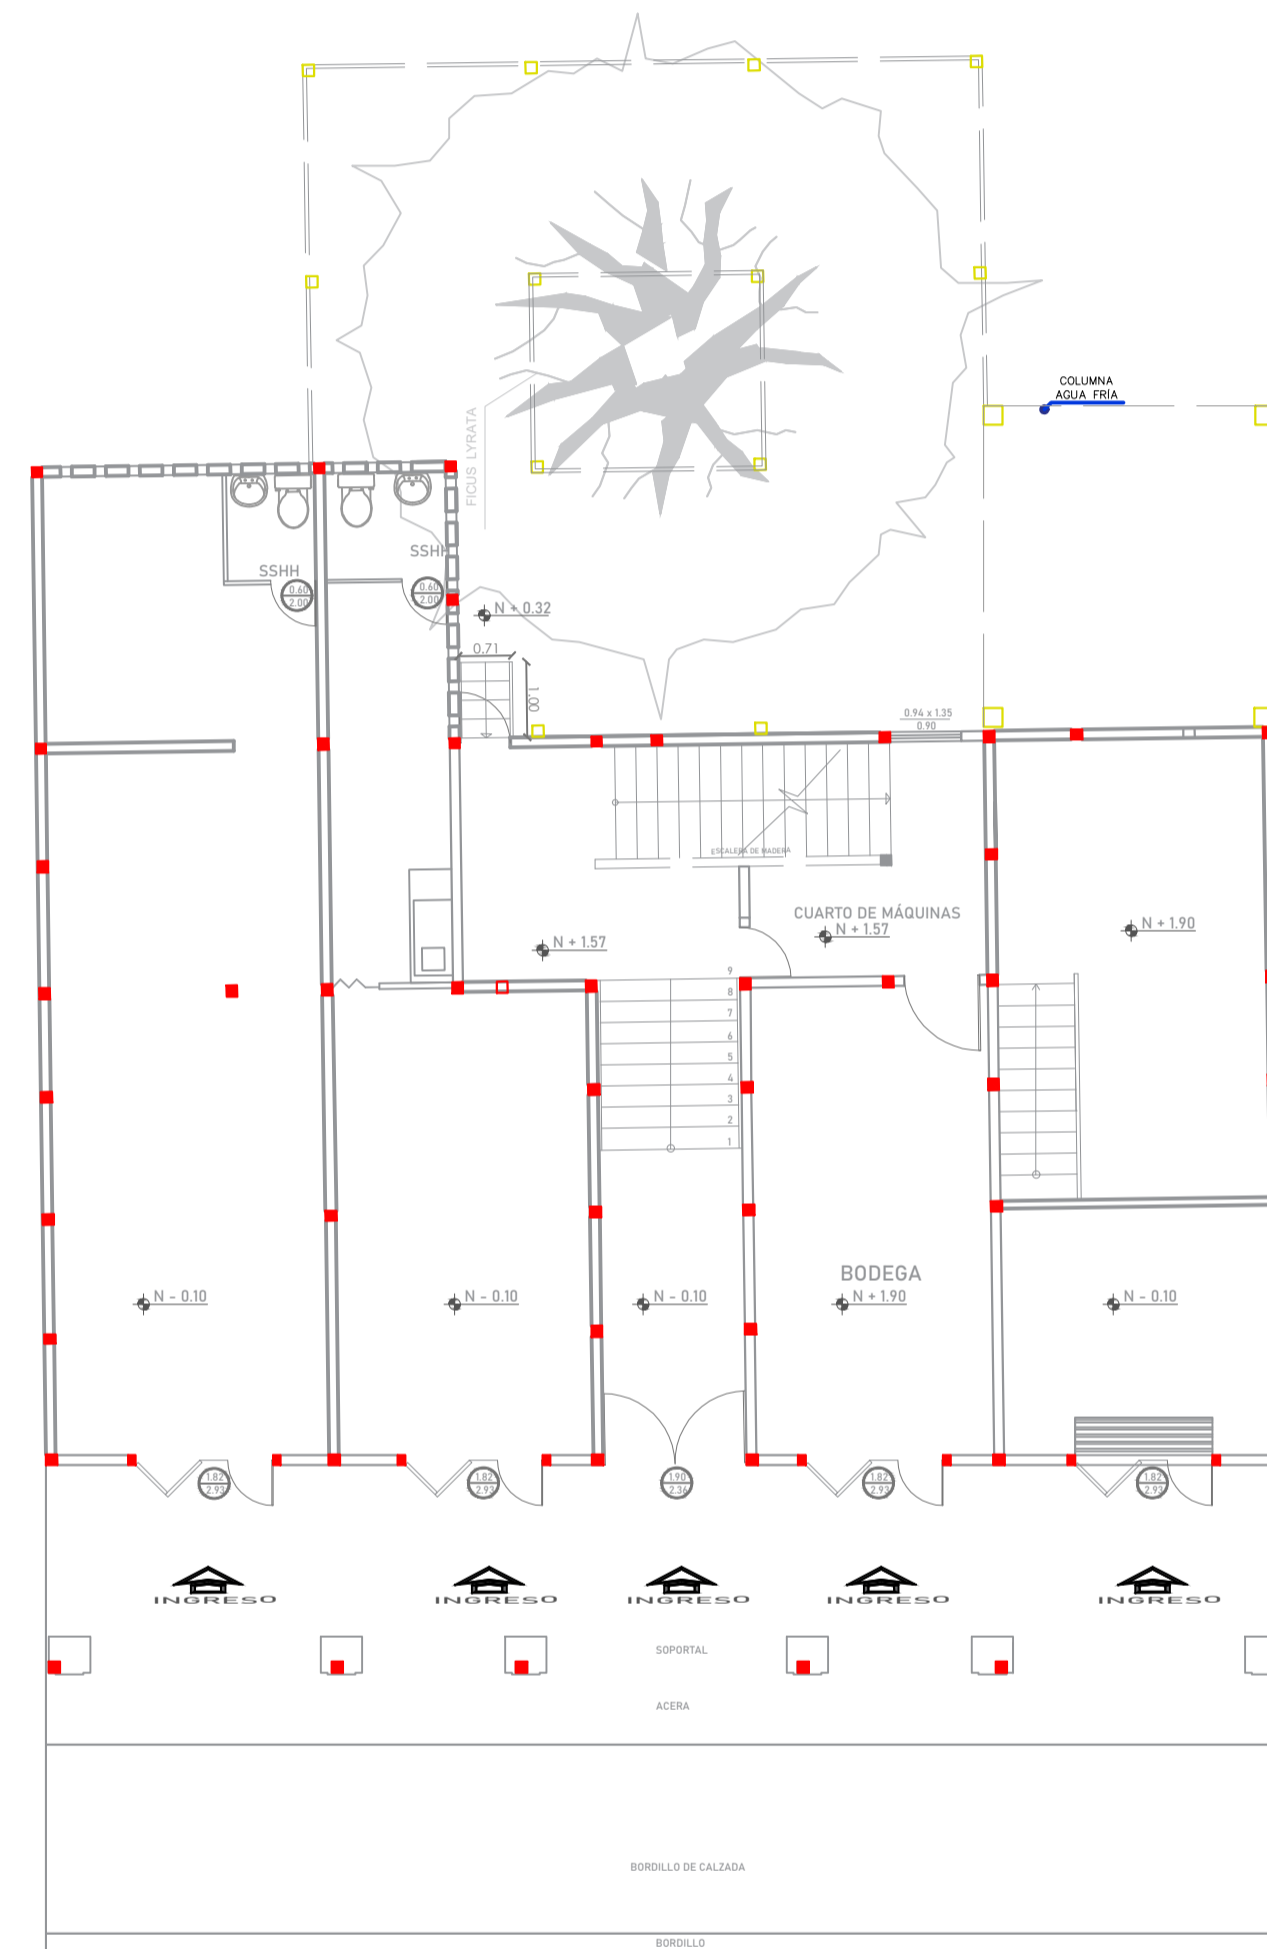 COLUMNA
AGUA FRÍA
FICUS LYRATA
SSHH
SSHH
0.60
2.00
0.60
2.00
N + 0.32
0.71
1.00
0.94 x 1.35
0.90
ESCALERA DE MADERA
CUARTO DE MÁQUINAS
N + 1.57
N + 1.57
N + 1.90
9
8
7
6
5
4
3
2
1
BODEGA
N - 0.10
N - 0.10
N - 0.10
N + 1.90
N - 0.10
1.82
2.93
1.82
2.93
1.90
2.36
1.82
2.93
1.82
2.93
INGRESO
INGRESO
INGRESO
INGRESO
INGRESO
SOPORTAL
ACERA
BORDILLO DE CALZADA
BORDILLO